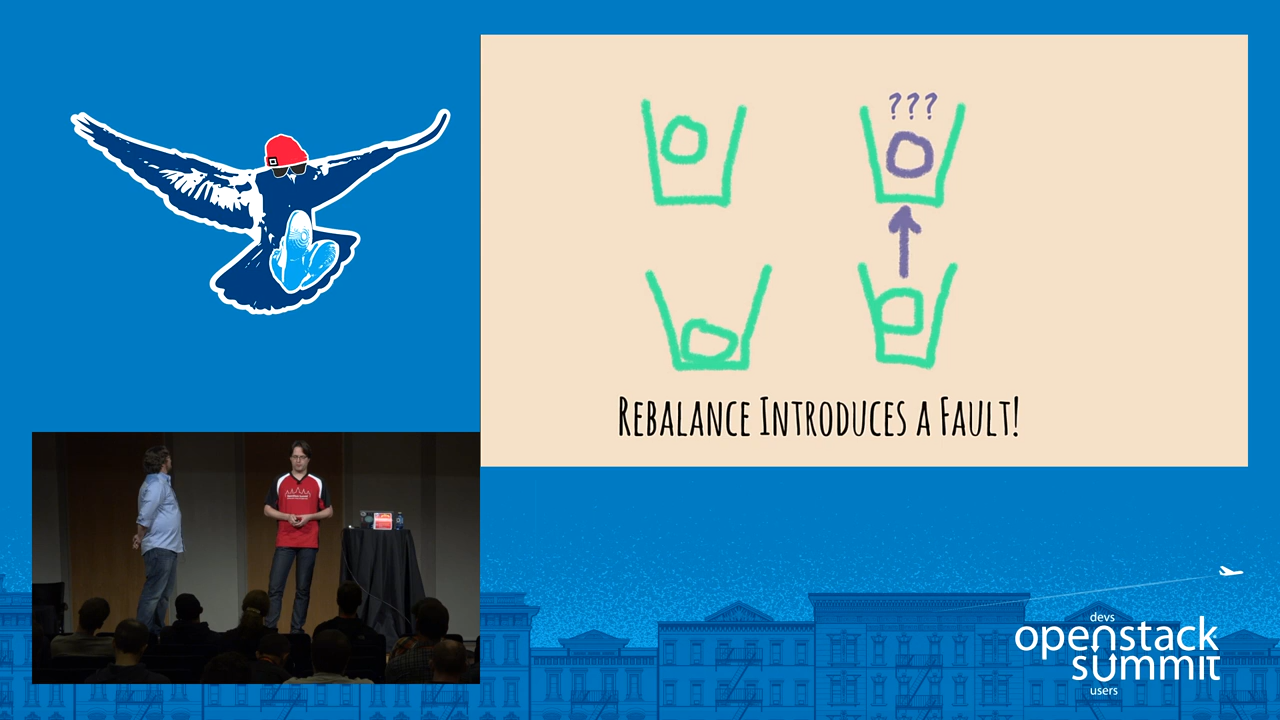 ???
REBALANCE INTRODUCES A FAULT!
devs
openstack
summit
users